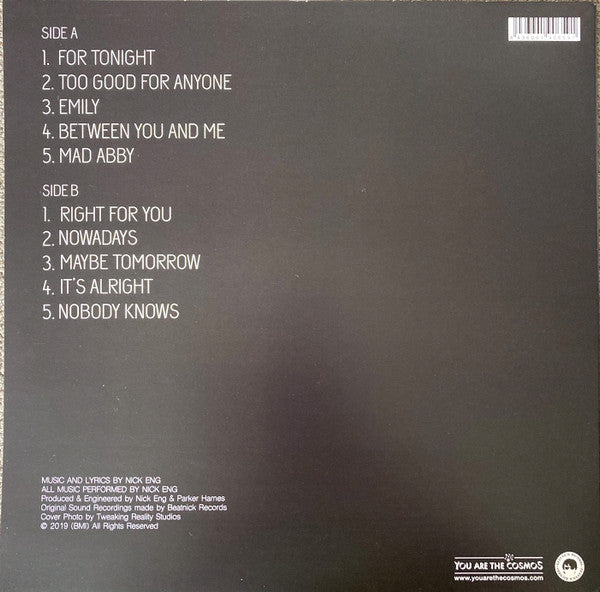 SIDE A
1. FOR TONIGHT
2. TOO GOOD FOR ANYONE
3. EMILY
4. BETWEEN YOU AND ME
5. MAD ABBY
SIDE B
1. RIGHT FOR YOU
2. NOWADAYS
3. MAYBE TOMORROW
4. IT'S ALRIGHT
5. NOBODY KNOWS
MUSIC AND LYRICS BY NICK ENG
ALL MUSIC PERFORMED BY NICK ENG
Produced & Engineered by Nick Eng & Parker Hames
Original Sound Recordings made by Beatnick Records
Cover Photo by Tweaking Reality Studios
© 2019 (BMI) All Rights Reserved
YOU ARE THE COSMOS
www.youarethecosmos.com